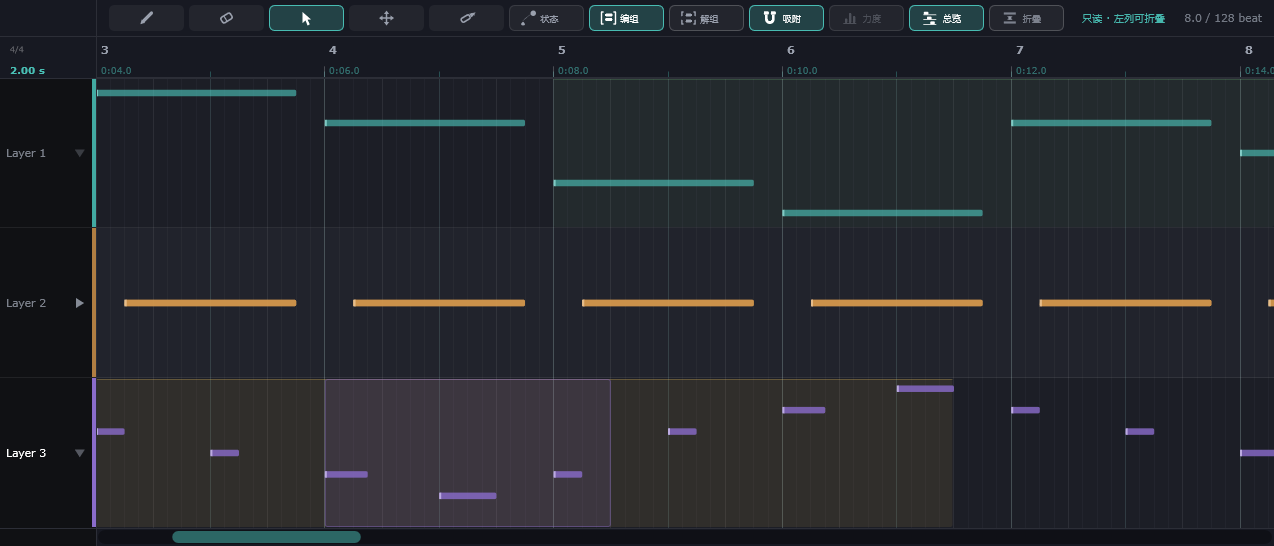 状态 编组 解组 吸附 力度 总览 折叠 只读·左列可折叠 8.0 / 128 beat
4/4 3 4 5 6 7 8
2.00 s 0:04.0 0:06.0 0:08.0 0:10.0 0:12.0 0:14.0
Layer 1
Layer 2
Layer 3